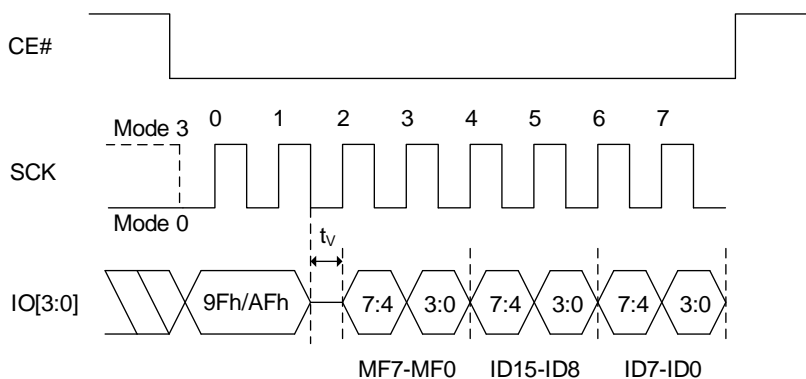 CE#
0 1 2 3 4 5 6 7
Mode 3
SCK
Mode 0
tV
IO[3:0] 9Fh/AFh 7:4 3:0 7:4 3:0 7:4 3:0
MF7-MF0 ID15-ID8 ID7-ID0